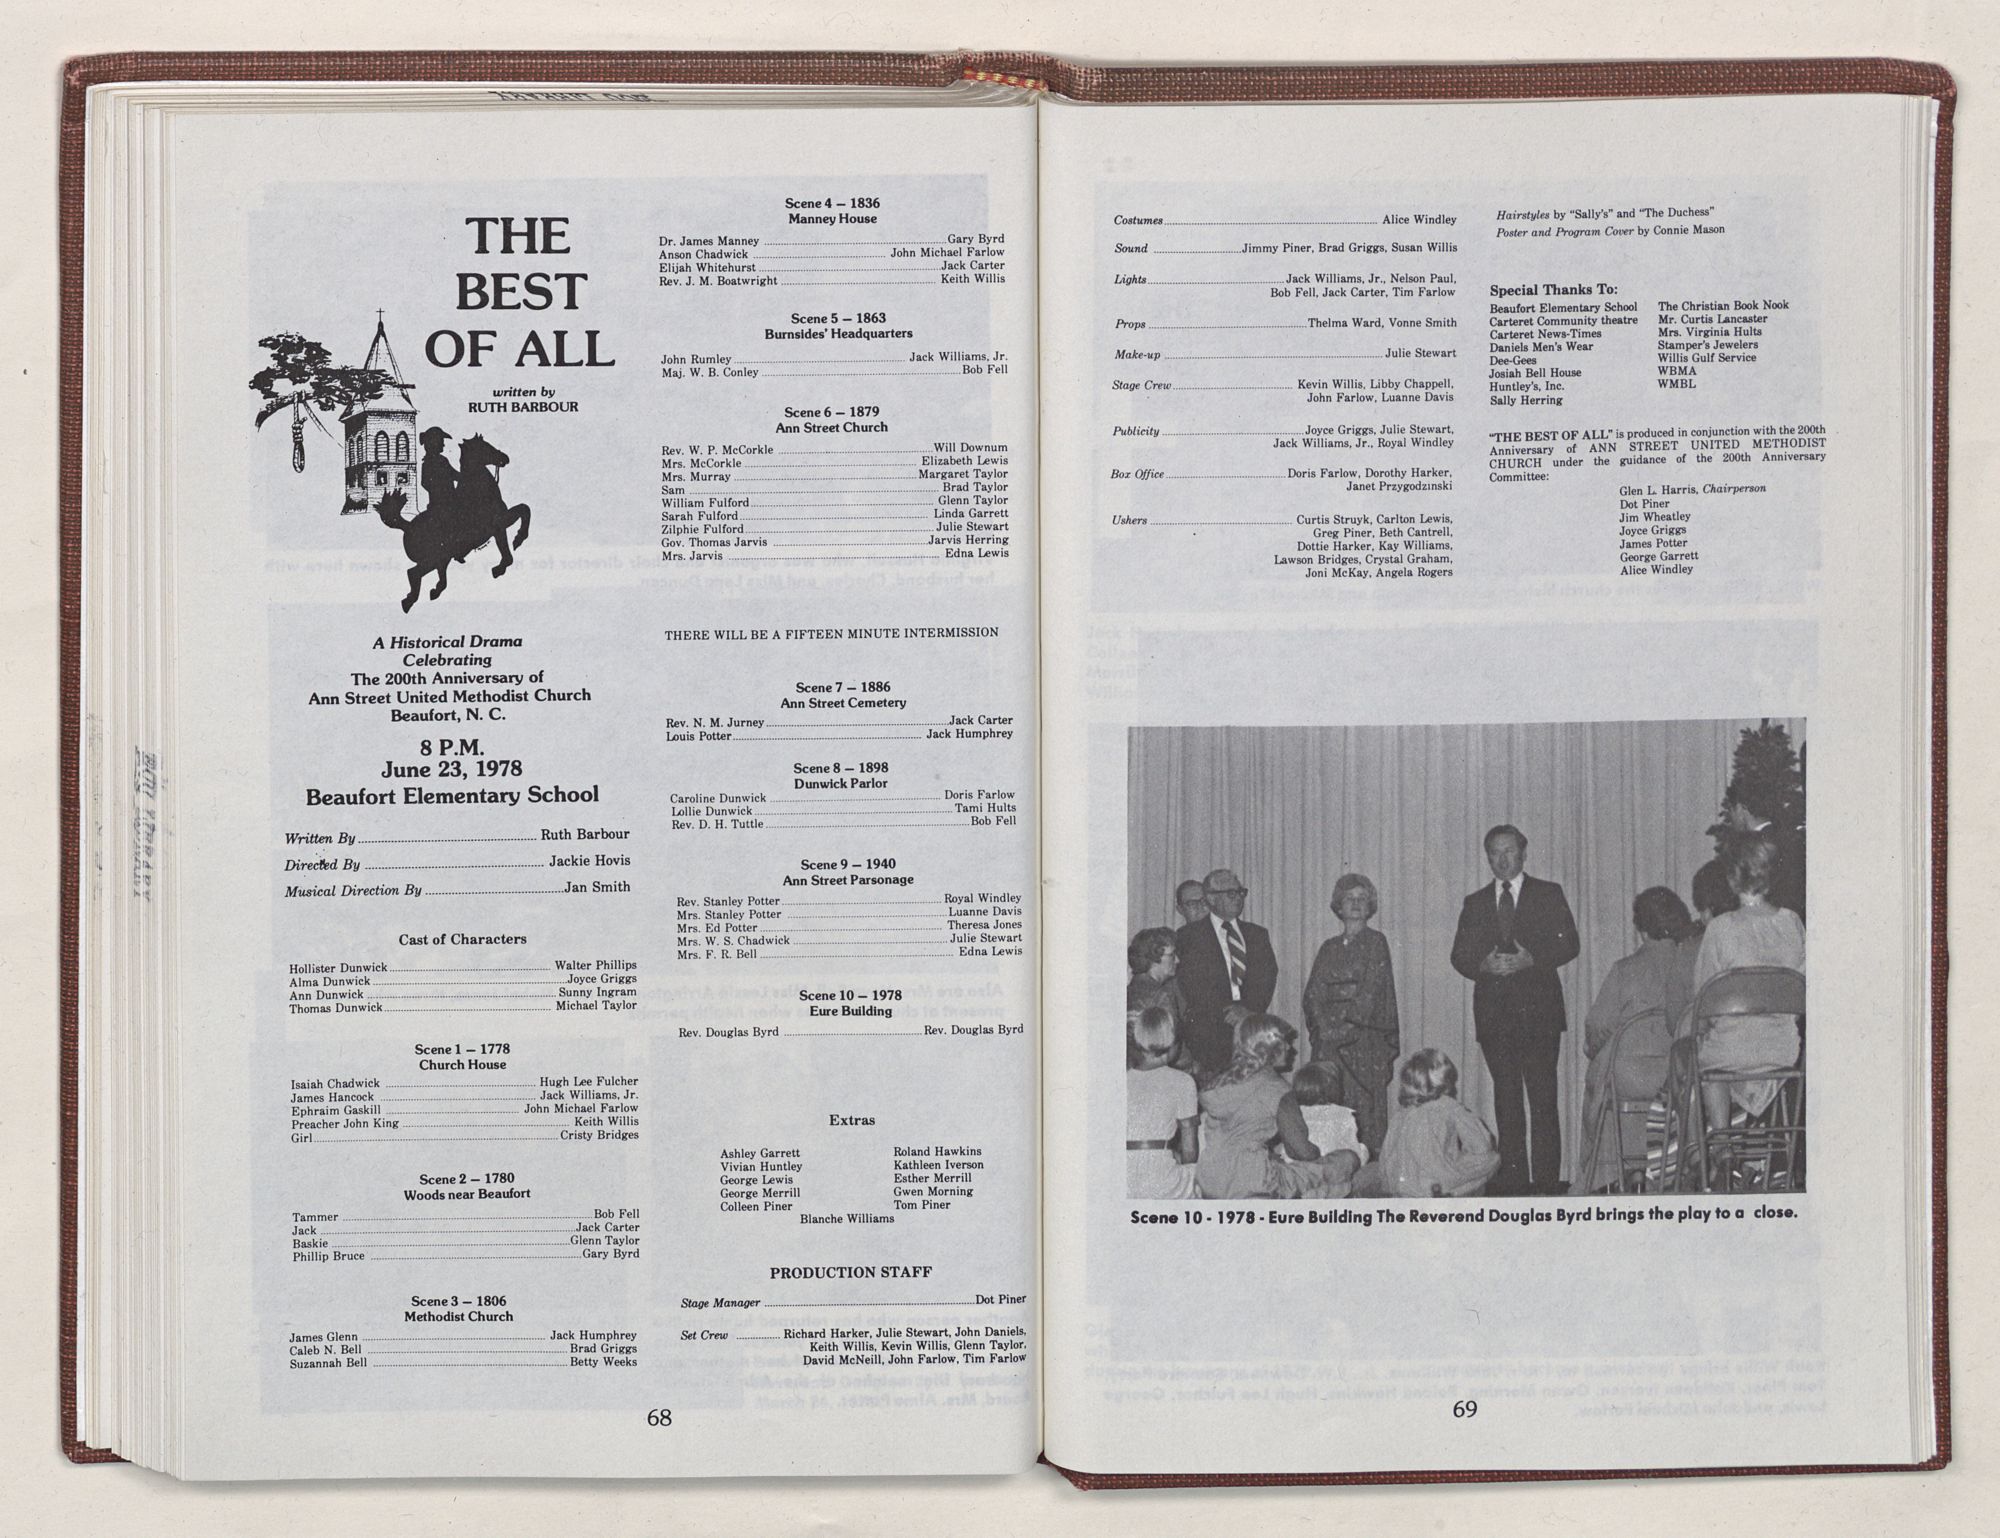 THE
BEST
OF ALL
written by
RUTH BARBOUR
A Historical Drama
Celebrating
The 200th Anniversary of
Ann Street United Methodist Church
Beaufort, N. C.
8 P.M.
June 23, 1978
Beaufort Elementary School
Written By ........ Ruth Barbour
Directed By ........ Jackie Hovis
Musical Direction By ........ Jan Smith
Cast of Characters
Hollister Dunwick ........ Walter Phillips
Alma Dunwick ........ Joyce Griggs
Ann Dunwick ........ Sunny Ingram
Thomas Dunwick ........ Michael Taylor
Scene 1 – 1778
Church House
Isaiah Chadwick ........ Hugh Lee Fulcher
James Hancock ........ Jack Williams, Jr.
Ephraim Gaskill ........ John Michael Farlow
Preacher John King ........ Keith Willis
Girl ........ Cristy Bridges
Scene 2 – 1780
Woods near Beaufort
Tammer ........ Bob Fell
Jack ........ Jack Carter
Baskie ........ Glenn Taylor
Phillip Bruce ........ Gary Byrd
Scene 3 – 1806
Methodist Church
James Glenn ........ Jack Humphrey
Caleb N. Bell ........ Brad Griggs
Suzannah Bell ........ Betty Weeks
Scene 4 – 1836
Manney House
Dr. James Manney ........ Gary Byrd
Anson Chadwick ........ John Michael Farlow
Elijah Whitehurst ........ Jack Carter
Rev. J. M. Boatwright ........ Keith Willis
Scene 5 – 1863
Burnsides' Headquarters
John Rumley ........ Jack Williams, Jr.
Maj. W. B. Conley ........ Bob Fell
Scene 6 – 1879
Ann Street Church
Rev. W. P. McCorkle ........ Will Downum
Mrs. McCorkle ........ Elizabeth Lewis
Mrs. Murray ........ Margaret Taylor
Sam ........ Brad Taylor
William Fulford ........ Glenn Taylor
Sarah Fulford ........ Linda Garrett
Zilphie Fulford ........ Julie Stewart
Gov. Thomas Jarvis ........ Jarvis Herring
Mrs. Jarvis ........ Edna Lewis
THERE WILL BE A FIFTEEN MINUTE INTERMISSION
Scene 7 – 1886
Ann Street Cemetery
Rev. N. M. Jurney ........ Jack Carter
Louis Potter ........ Jack Humphrey
Scene 8 – 1898
Dunwick Parlor
Caroline Dunwick ........ Doris Farlow
Lollie Dunwick ........ Tami Hults
Rev. D. H. Tuttle ........ Bob Fell
Scene 9 – 1940
Ann Street Parsonage
Rev. Stanley Potter ........ Royal Windley
Mrs. Stanley Potter ........ Luanne Davis
Mrs. Ed Potter ........ Theresa Jones
Mrs. W. S. Chadwick ........ Julie Stewart
Mrs. F. R. Bell ........ Edna Lewis
Scene 10 – 1978
Eure Building
Rev. Douglas Byrd ........ Rev. Douglas Byrd
Extras
Ashley Garrett
Vivian Huntley
George Lewis
George Merrill
Colleen Piner
Roland Hawkins
Kathleen Iverson
Esther Merrill
Gwen Morning
Tom Piner
Blanche Williams
PRODUCTION STAFF
Stage Manager ........ Dot Piner
Set Crew ........ Richard Harker, Julie Stewart, John Daniels,
Keith Willis, Kevin Willis, Glenn Taylor,
David McNeill, John Farlow, Tim Farlow
68
Costumes ........ Alice Windley
Sound ........ Jimmy Piner, Brad Griggs, Susan Willis
Lights ........ Jack Williams, Jr., Nelson Paul,
Bob Fell, Jack Carter, Tim Farlow
Props ........ Thelma Ward, Vonne Smith
Make-up ........ Julie Stewart
Stage Crew ........ Kevin Willis, Libby Chappell,
John Farlow, Luanne Davis
Publicity ........ Joyce Griggs, Julie Stewart,
Jack Williams, Jr., Royal Windley
Box Office ........ Doris Farlow, Dorothy Harker,
Janet Przygodzinski
Ushers ........ Curtis Struyk, Carlton Lewis,
Greg Piner, Beth Cantrell,
Dottie Harker, Kay Williams,
Lawson Bridges, Crystal Graham,
Joni McKay, Angela Rogers
Hairstyles by "Sally's" and "The Duchess"
Poster and Program Cover by Connie Mason
Special Thanks To:
Beaufort Elementary School
Carteret Community theatre
Carteret News-Times
Daniels Men's Wear
Dee-Gees
Josiah Bell House
Huntley's, Inc.
Sally Herring
The Christian Book Nook
Mr. Curtis Lancaster
Mrs. Virginia Hults
Stamper's Jewelers
Willis Gulf Service
WBMA
WMBL
"THE BEST OF ALL" is produced in conjunction with the 200th
Anniversary of ANN STREET UNITED METHODIST
CHURCH under the guidance of the 200th Anniversary
Committee:
Glen L. Harris, Chairperson
Dot Piner
Jim Wheatley
Joyce Griggs
James Potter
George Garrett
Alice Windley
Scene 10 - 1978 - Eure Building The Reverend Douglas Byrd brings the play to a close.
69